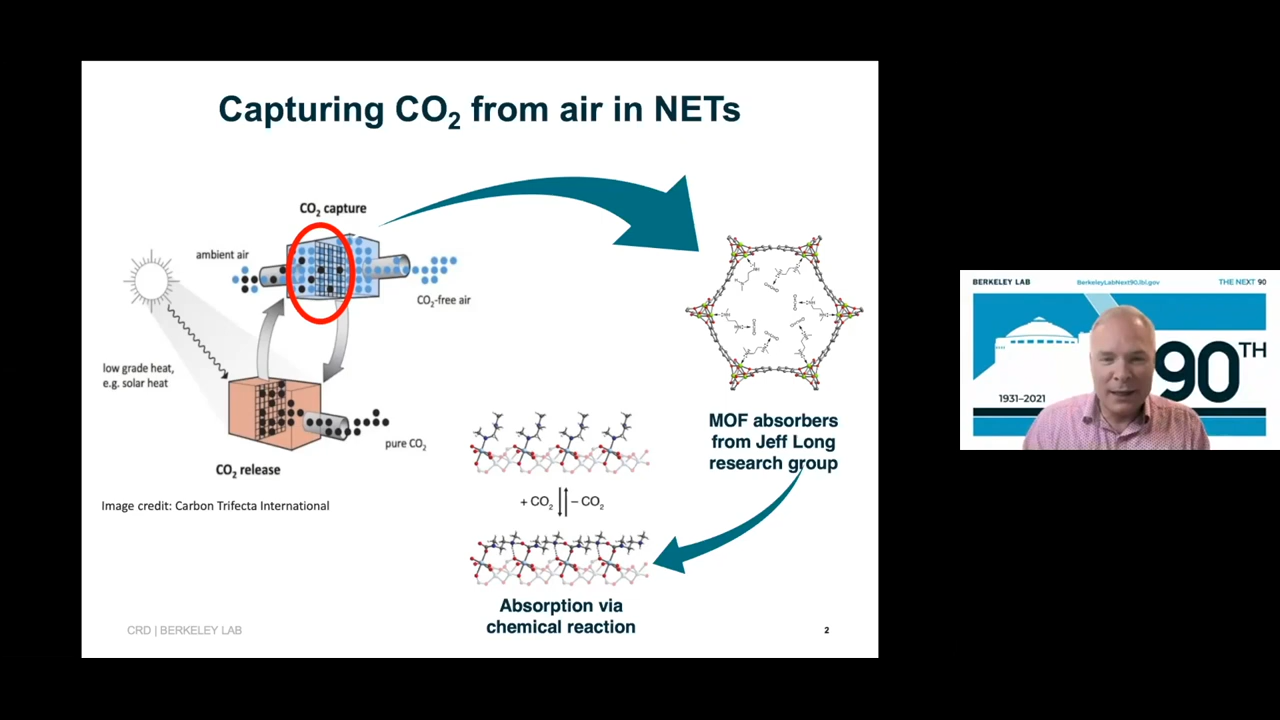 Capturing CO₂ from air in NETs
CO₂ capture
ambient air
CO₂-free air
low grade heat,
e.g. solar heat
pure CO₂
CO₂ release
Image credit: Carbon Trifecta International
MOF absorbers
from Jeff Long
research group
+ CO₂ – CO₂
Absorption via
chemical reaction
CRD | BERKELEY LAB
2
BERKELEY LAB
BerkeleyLabNext90.lbl.gov
THE NEXT 90
90TH
1931–2021